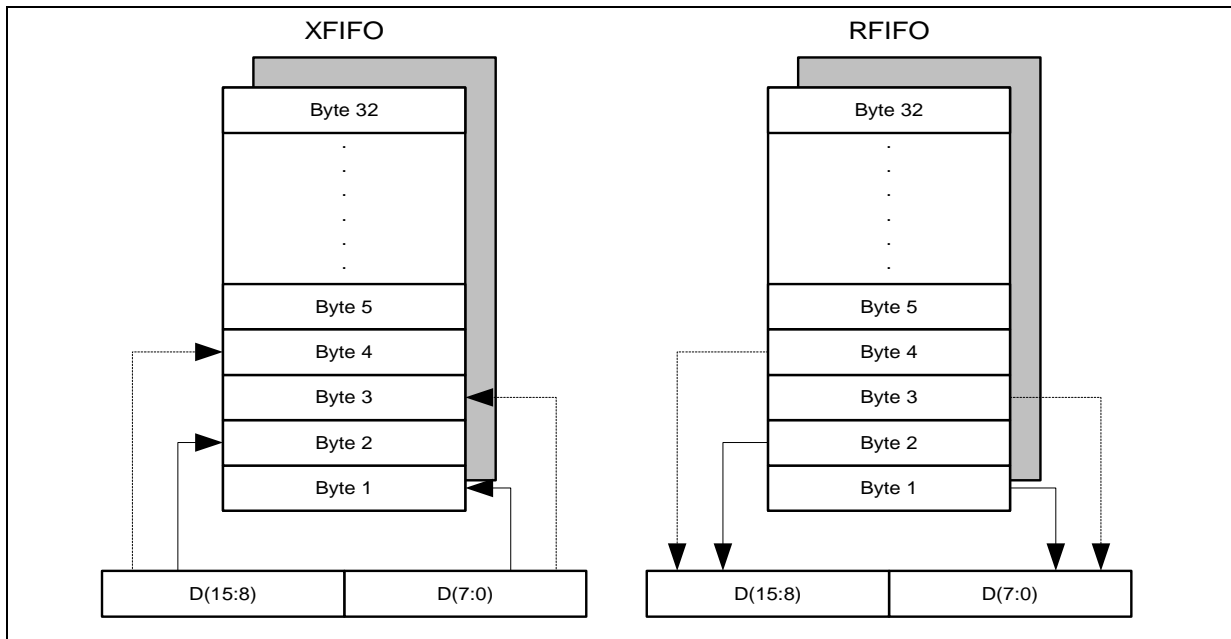 XFIFO
Byte 32
.
.
.
.
.
.
Byte 5
Byte 4
Byte 3
Byte 2
Byte 1
D(15:8)
D(7:0)
RFIFO
Byte 32
.
.
.
.
.
.
Byte 5
Byte 4
Byte 3
Byte 2
Byte 1
D(15:8)
D(7:0)